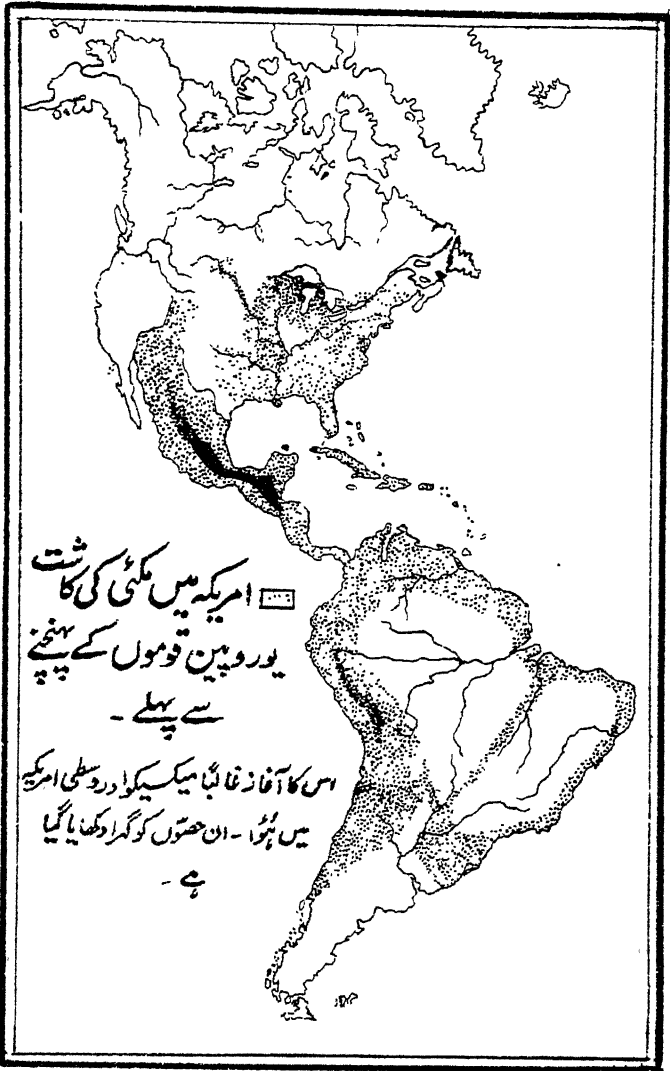 امریکہ میں مکئی کی کاشت
یوروپین قوموں کے پہنچنے
سے پہلے ۔
اس کا آغاز غالباً میکسیکو اور وسطی امریکہ
میں ہُوا ۔ ان حصّوں کو گہرا دکھایا گیا
ہے ۔